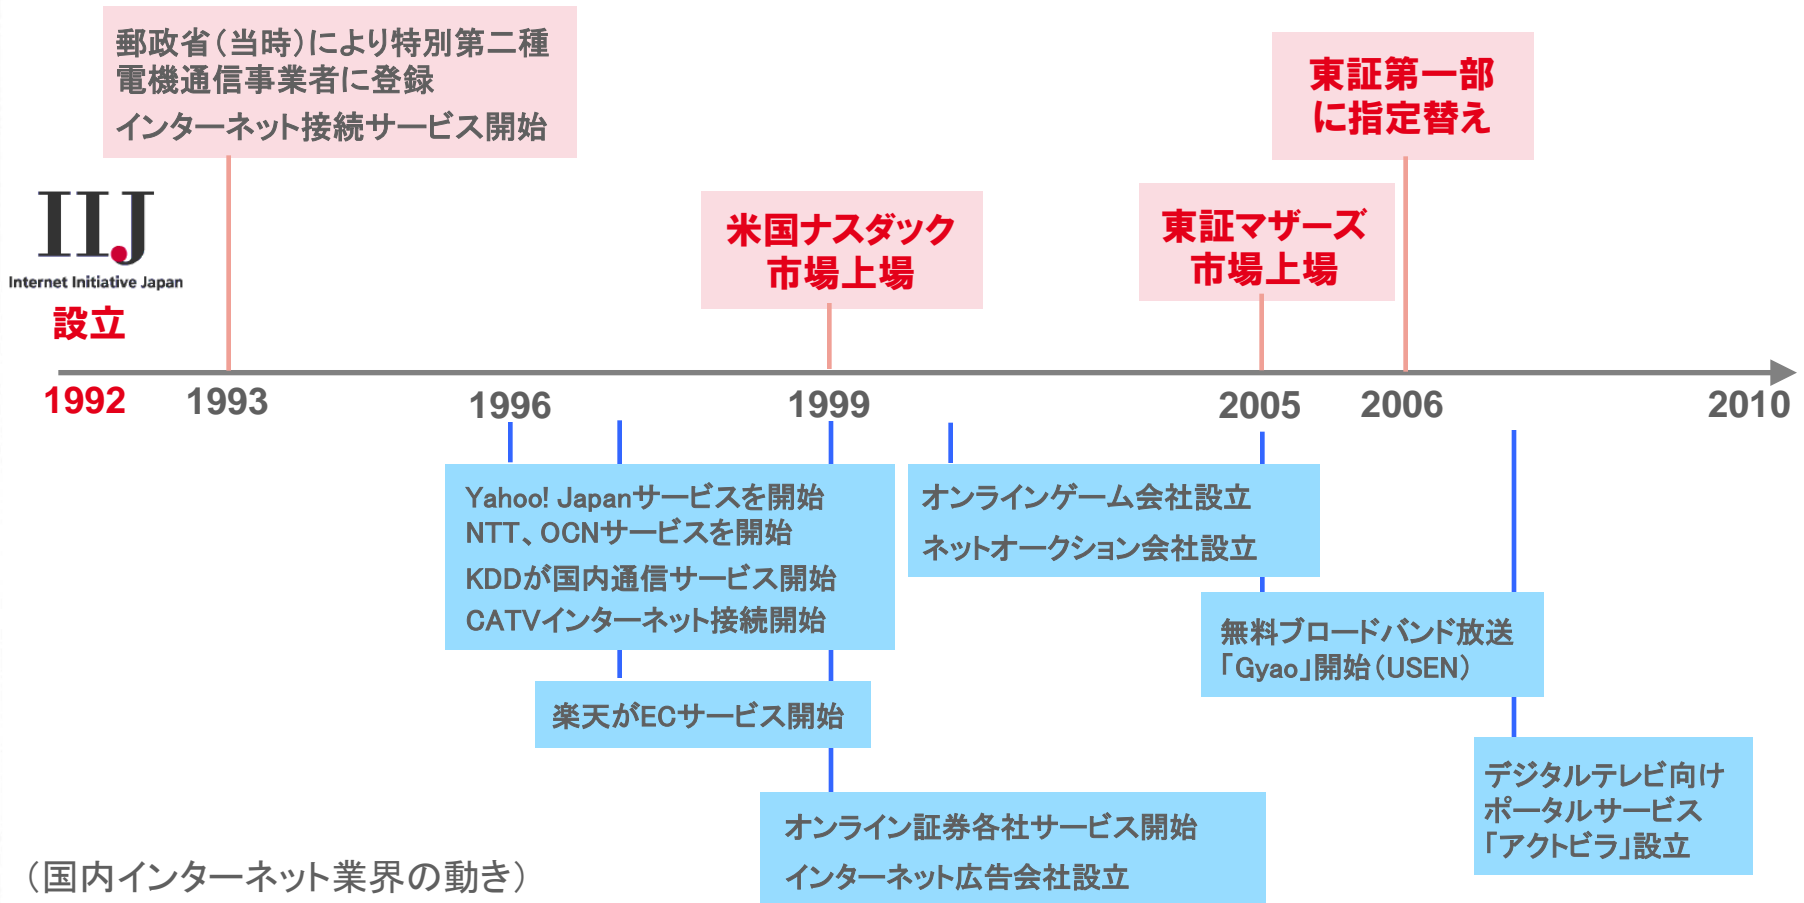 郵政省（当時）により特別第二種
電機通信事業者に登録
インターネット接続サービス開始
東証第一部
に指定替え
IIJ
Internet Initiative Japan
設立
米国ナスダック
市場上場
東証マザーズ
市場上場
1992
1993
1996
1999
2005
2006
2010
Yahoo! Japanサービスを開始
NTT、OCNサービスを開始
KDDが国内通信サービス開始
CATVインターネット接続開始
オンラインゲーム会社設立
ネットオークション会社設立
無料ブロードバンド放送
「Gyao」開始（USEN）
楽天がECサービス開始
デジタルテレビ向け
ポータルサービス
「アクトビラ」設立
オンライン証券各社サービス開始
インターネット広告会社設立
（国内インターネット業界の動き）